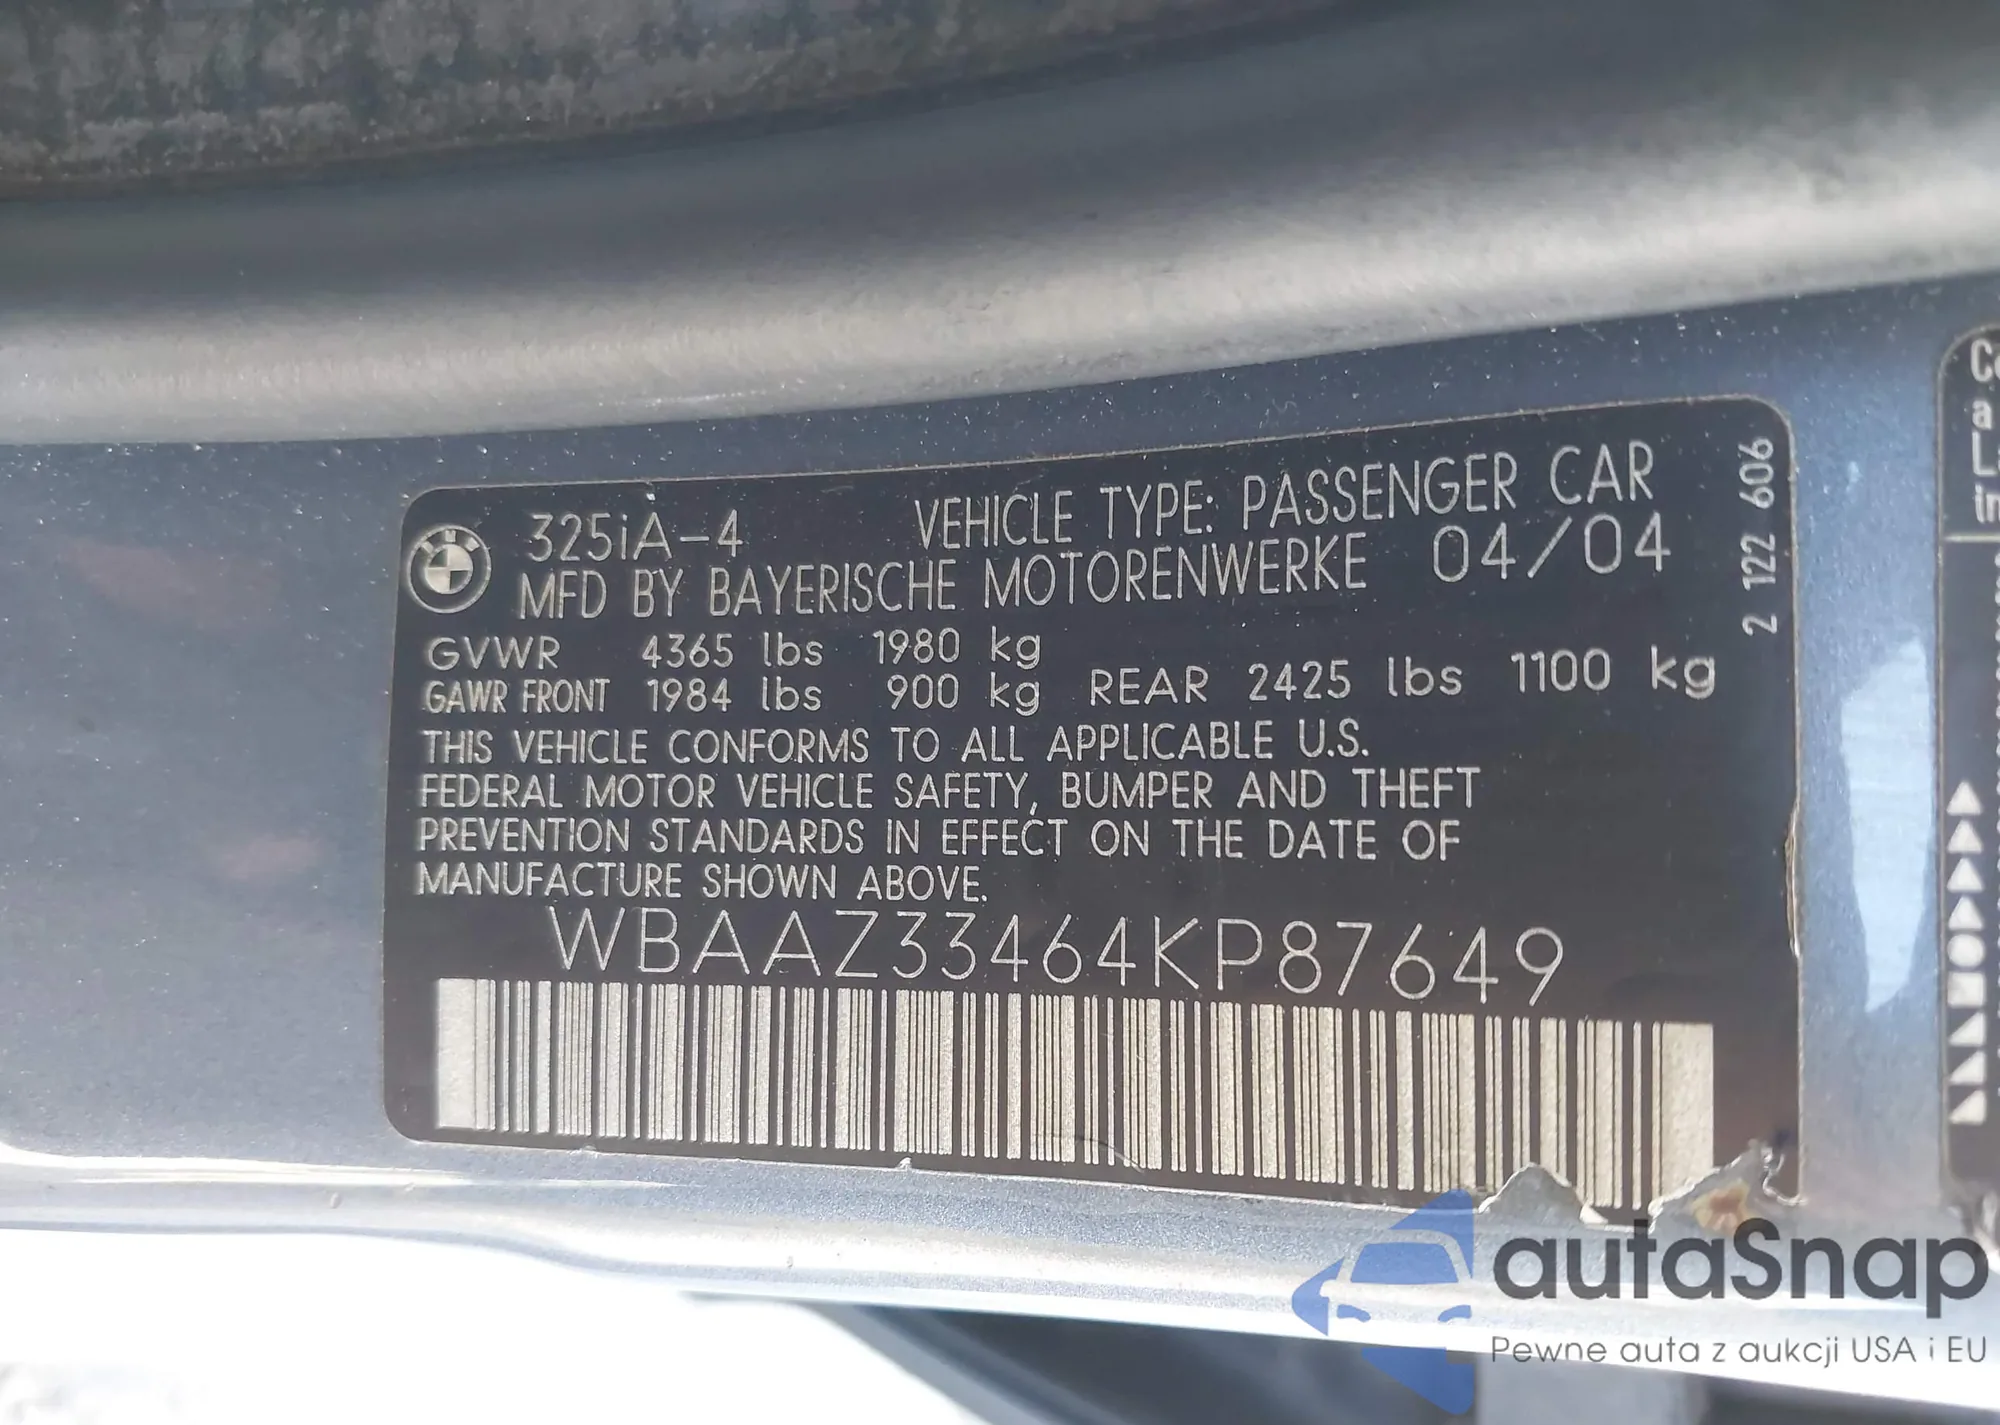 325iA-4 VEHICLE TYPE: PASSENGER CAR
MFD BY BAYERISCHE MOTORENWERKE 04/04
GVWR 4365 lbs 1980 kg
GAWR FRONT 1984 lbs 900 kg REAR 2425 lbs 1100 kg
THIS VEHICLE CONFORMS TO ALL APPLICABLE U.S.
FEDERAL MOTOR VEHICLE SAFETY, BUMPER AND THEFT
PREVENTION STANDARDS IN EFFECT ON THE DATE OF
MANUFACTURE SHOWN ABOVE.
WBAAZ33464KP87649
2 122 606
autaSnap
Pewne auta z aukcji USA i EU